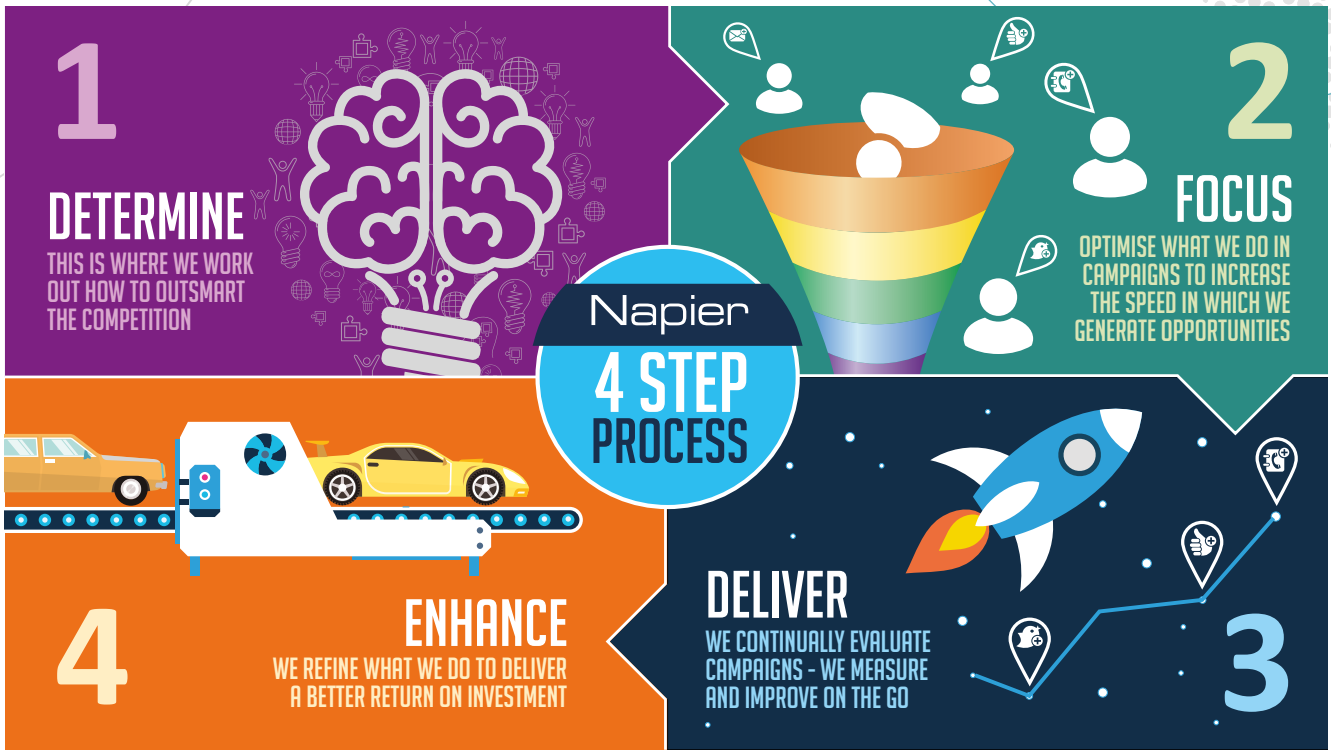 1
DETERMINE
THIS IS WHERE WE WORK
OUT HOW TO OUTSMART
THE COMPETITION
2
FOCUS
OPTIMISE WHAT WE DO IN
CAMPAIGNS TO INCREASE
THE SPEED IN WHICH WE
GENERATE OPPORTUNITIES
Napier
4 STEP
PROCESS
DELIVER
WE CONTINUALLY EVALUATE
CAMPAIGNS - WE MEASURE
AND IMPROVE ON THE GO
3
4
ENHANCE
WE REFINE WHAT WE DO TO DELIVER
A BETTER RETURN ON INVESTMENT